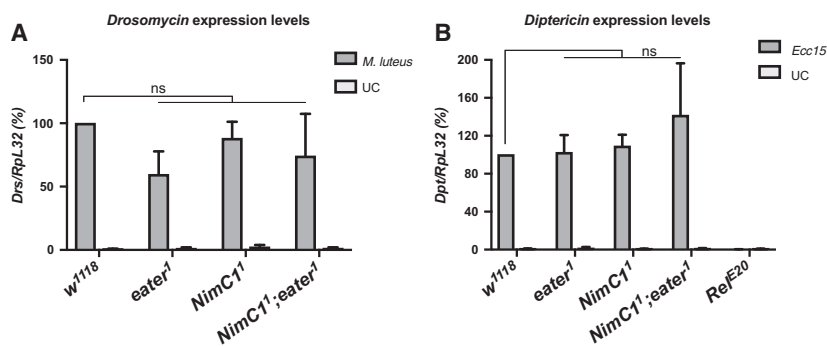 A
Drosomycin expression levels
Drs/RpL32 (%)
150
100
50
0
ns
M. luteus
UC
w1118
eater1
NimC11
NimC11;eater1
B
Diptericin expression levels
Dpt/RpL32 (%)
200
160
120
80
40
0
ns
Ecc15
UC
w1118
eater1
NimC11
NimC11;eater1
RelE20